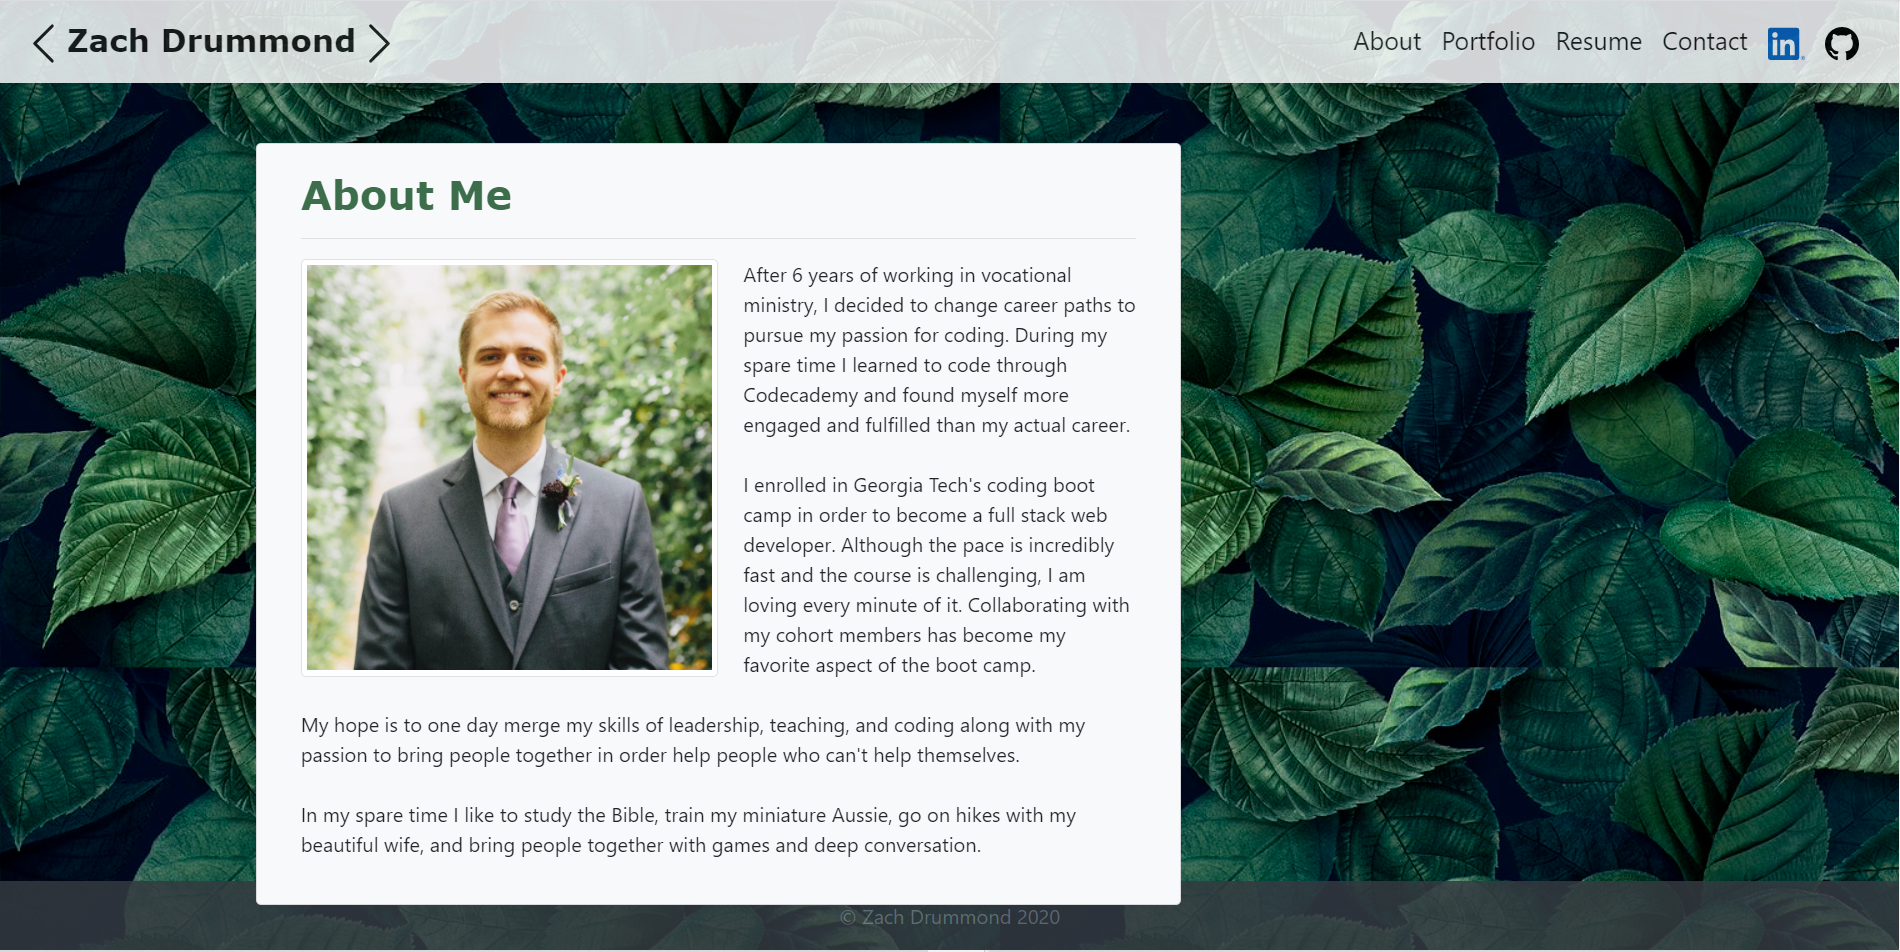 Zach Drummond
About Portfolio Resume Contact in
About Me
After 6 years of working in vocational
ministry, I decided to change career paths to
pursue my passion for coding. During my
spare time I learned to code through
Codecademy and found myself more
engaged and fulfilled than my actual career.
I enrolled in Georgia Tech's coding boot
camp in order to become a full stack web
developer. Although the pace is incredibly
fast and the course is challenging, I am
loving every minute of it. Collaborating with
my cohort members has become my
favorite aspect of the boot camp.
My hope is to one day merge my skills of leadership, teaching, and coding along with my
passion to bring people together in order help people who can't help themselves.
In my spare time I like to study the Bible, train my miniature Aussie, go on hikes with my
beautiful wife, and bring people together with games and deep conversation.
© Zach Drummond 2020